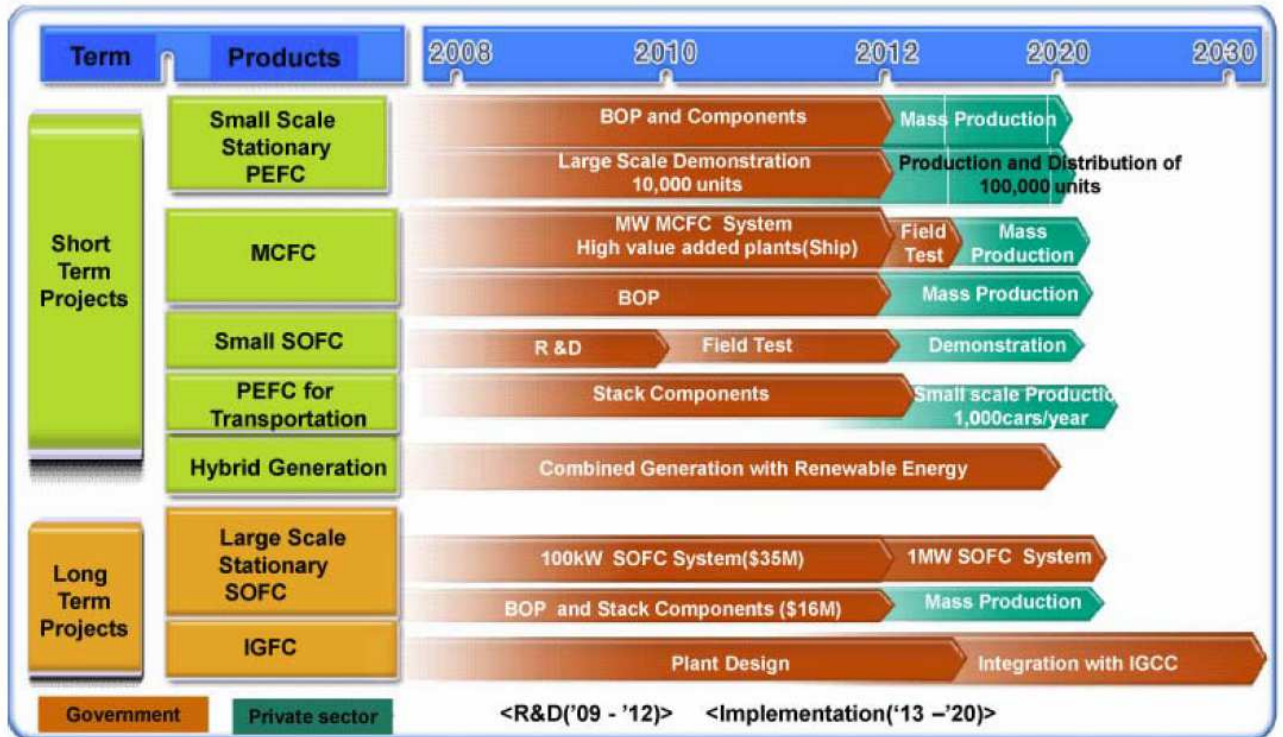 Term Products 2008 2010 2012 2020 2030
Short
Term
Projects
Small Scale
Stationary
PEFC
BOP and Components
Mass Production
Large Scale Demonstration
10,000 units
Production and Distribution of
100,000 units
MCFC
MW MCFC System
High value added plants(Ship)
Field
Test
Mass
Production
BOP
Mass Production
Small SOFC
R &D
Field Test
Demonstration
PEFC for
Transportation
Stack Components
Small scale Productio
1,000cars/year
Hybrid Generation
Combined Generation with Renewable Energy
Long
Term
Projects
Large Scale
Stationary
SOFC
100kW SOFC System($35M)
1MW SOFC System
BOP and Stack Components ($16M)
Mass Production
IGFC
Plant Design
Integration with IGCC
Government
Private sector
<R&D('09 - '12)>
<Implementation('13 –'20)>